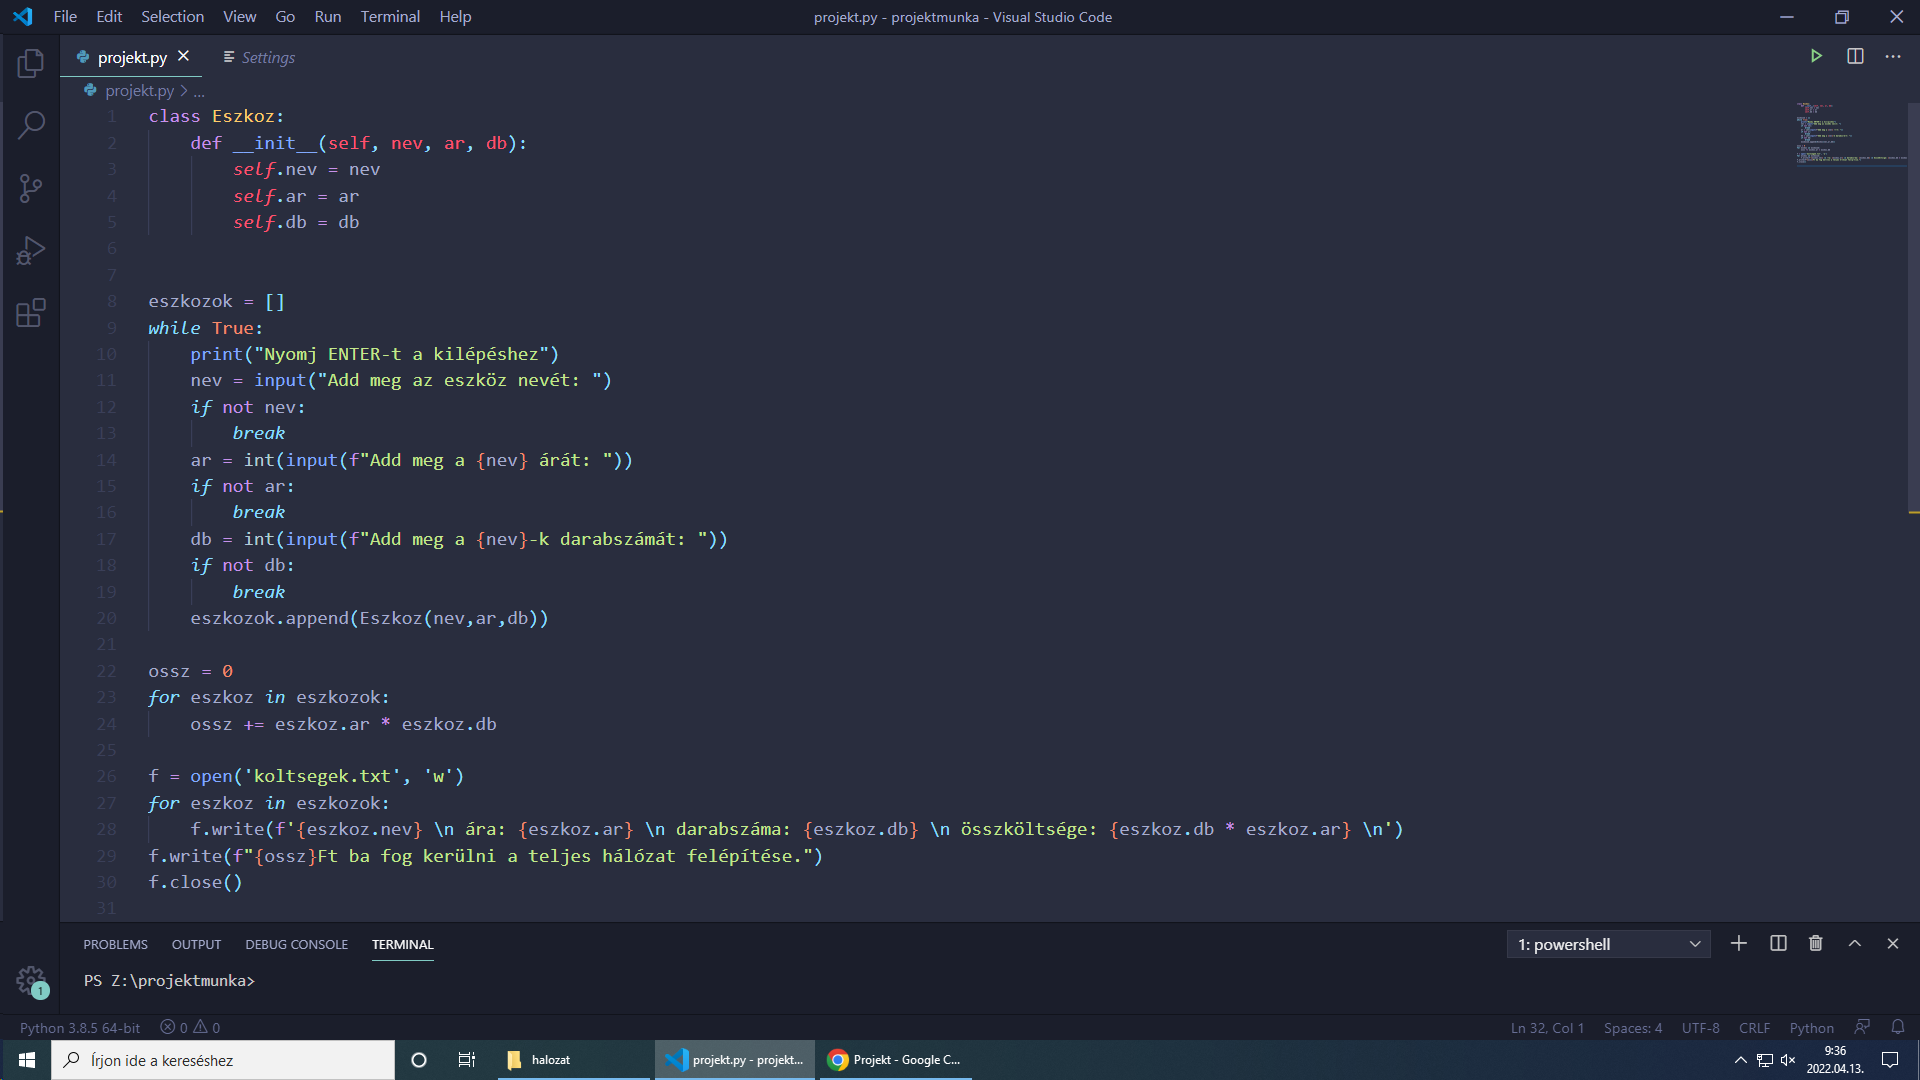 File Edit Selection View Go Run Terminal Help
projekt.py - projektmunka - Visual Studio Code
projekt.py Settings
projekt.py > ...
1 class Eszkoz:
2     def __init__(self, nev, ar, db):
3         self.nev = nev
4         self.ar = ar
5         self.db = db
6
7
8 eszkozok = []
9 while True:
10     print("Nyomj ENTER-t a kilépéshez")
11     nev = input("Add meg az eszköz nevét: ")
12     if not nev:
13         break
14     ar = int(input(f"Add meg a {nev} árát: "))
15     if not ar:
16         break
17     db = int(input(f"Add meg a {nev}-k darabszámát: "))
18     if not db:
19         break
20     eszkozok.append(Eszkoz(nev,ar,db))
21
22 ossz = 0
23 for eszkoz in eszkozok:
24     ossz += eszkoz.ar * eszkoz.db
25
26 f = open('koltsegek.txt', 'w')
27 for eszkoz in eszkozok:
28     f.write(f'{eszkoz.nev} \n ára: {eszkoz.ar} \n darabszáma: {eszkoz.db} \n összköltsége: {eszkoz.db * eszkoz.ar} \n')
29 f.write(f"{ossz}Ft ba fog kerülni a teljes hálózat felépítése.")
30 f.close()
31
PROBLEMS OUTPUT DEBUG CONSOLE TERMINAL 1: powershell
PS Z:\projektmunka>
1
Python 3.8.5 64-bit 0 0 Ln 32, Col 1 Spaces: 4 UTF-8 CRLF Python
Írjon ide a kereséshez halozat projekt.py - projekt... Projekt - Google C... 9:36
2022.04.13.